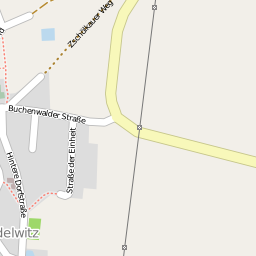 Zschölkauer Weg
Buchenwalder Straße
Straße der Einheit
Hintere Dorfstraße
delwitz